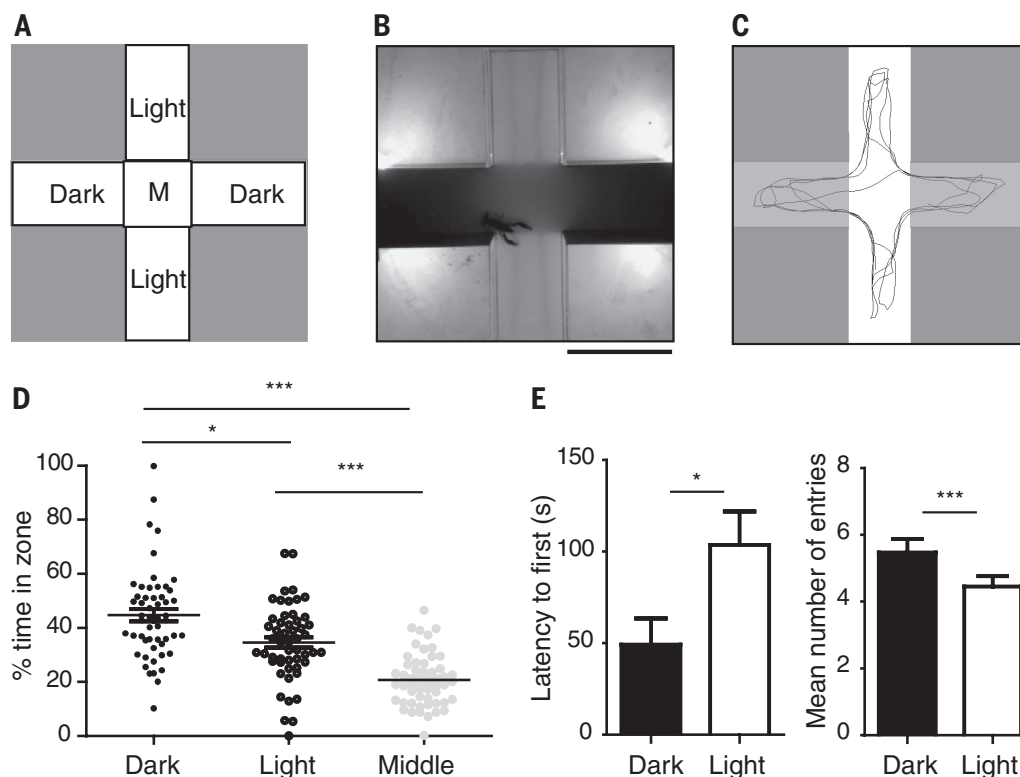 A
Light
Dark
M
Dark
Light
B
C
D
***
*
***
100
80
60
40
20
0
% time in zone
Dark
Light
Middle
E
150
100
50
0
Latency to first (s)
*
Dark
Light
8
6
4
2
0
Mean number of entries
***
Dark
Light